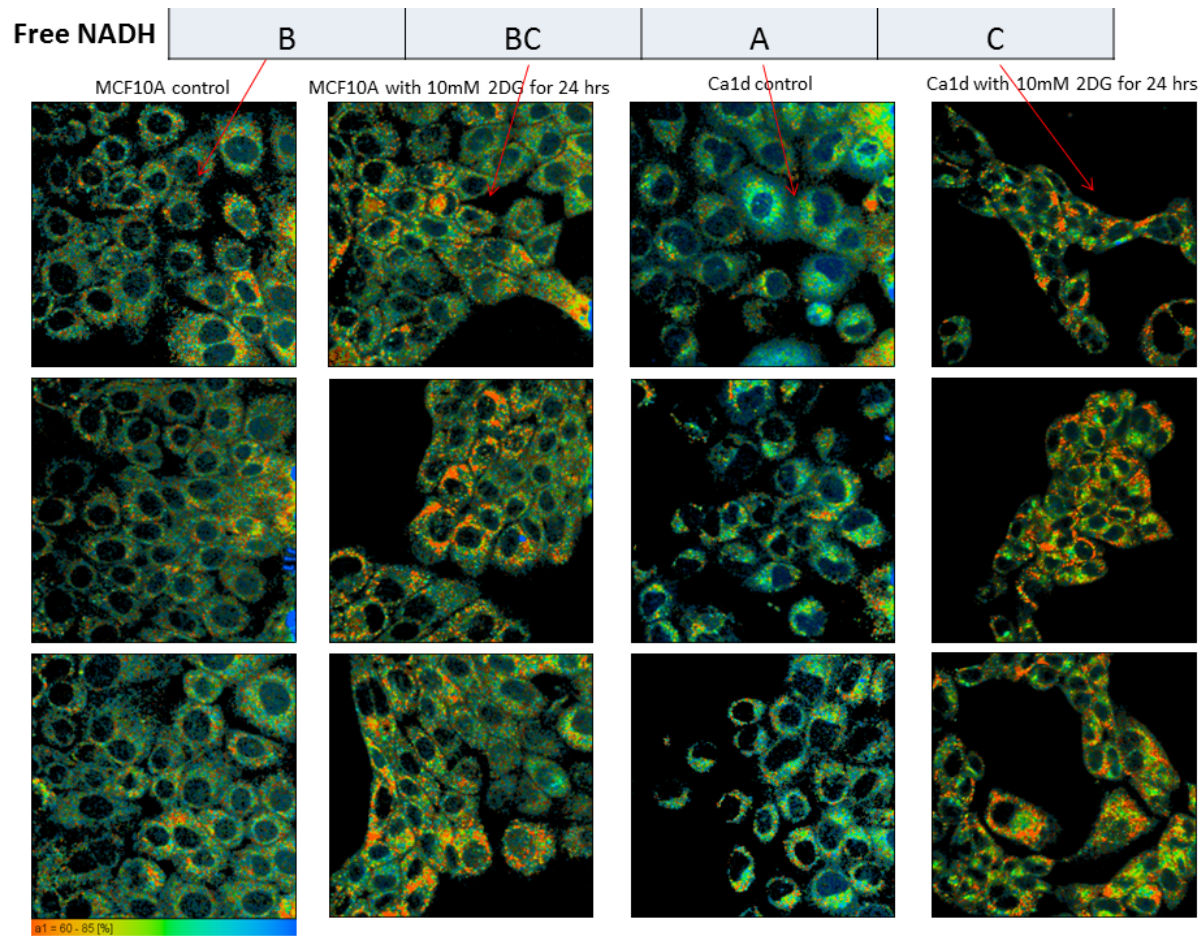 Free NADH B BC A C
MCF10A control MCF10A with 10mM 2DG for 24 hrs Ca1d control Ca1d with 10mM 2DG for 24 hrs
a1 = 60 - 85 [%]